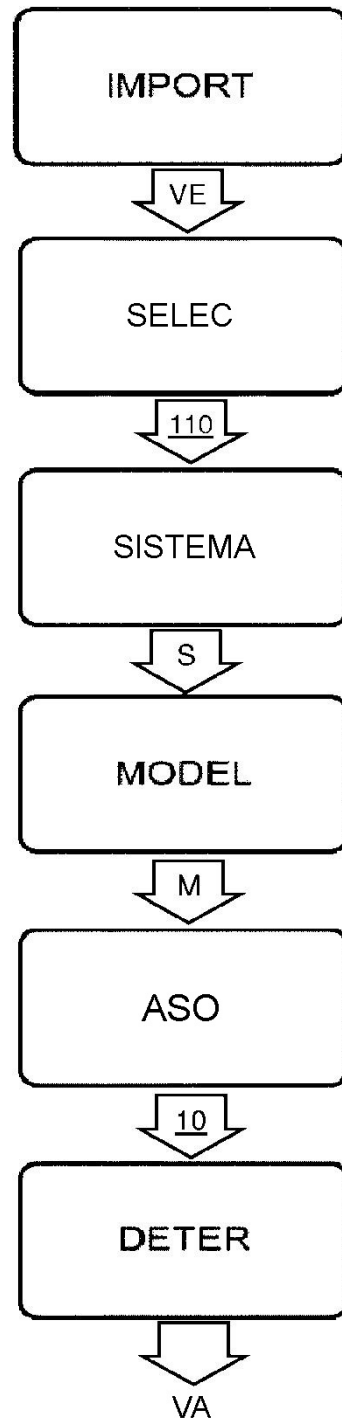 IMPORT
VE
SELEC
110
SISTEMA
S
MODEL
M
ASO
10
DETER
VA